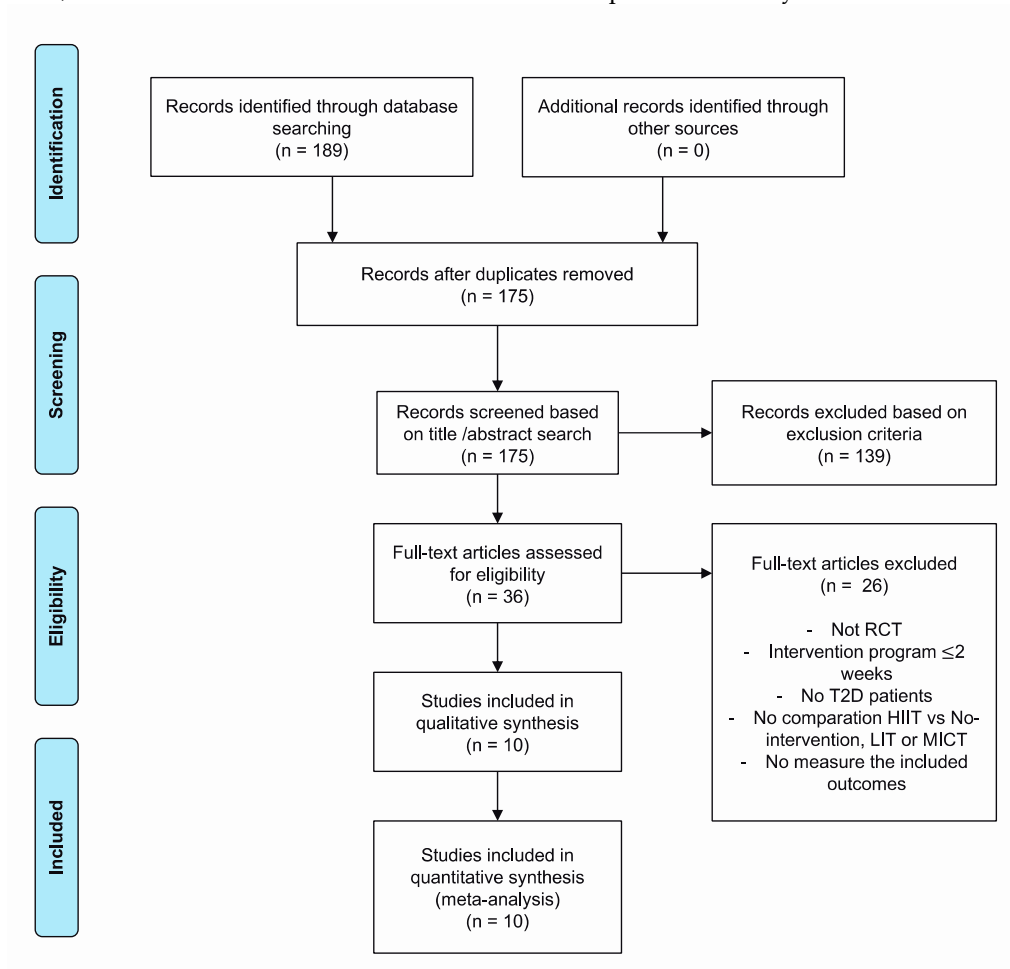 Identification
Records identified through database
searching
(n = 189)
Additional records identified through
other sources
(n = 0)
Records after duplicates removed
(n = 175)
Screening
Records screened based
on title /abstract search
(n = 175)
Records excluded based on
exclusion criteria
(n = 139)
Eligibility
Full-text articles assessed
for eligibility
(n = 36)
Full-text articles excluded
(n = 26)
- Not RCT
- Intervention program ≤2
weeks
- No T2D patients
- No comparation HIIT vs No-
intervention, LIT or MICT
- No measure the included
outcomes
Studies included in
qualitative synthesis
(n = 10)
Included
Studies included in
quantitative synthesis
(meta-analysis)
(n = 10)